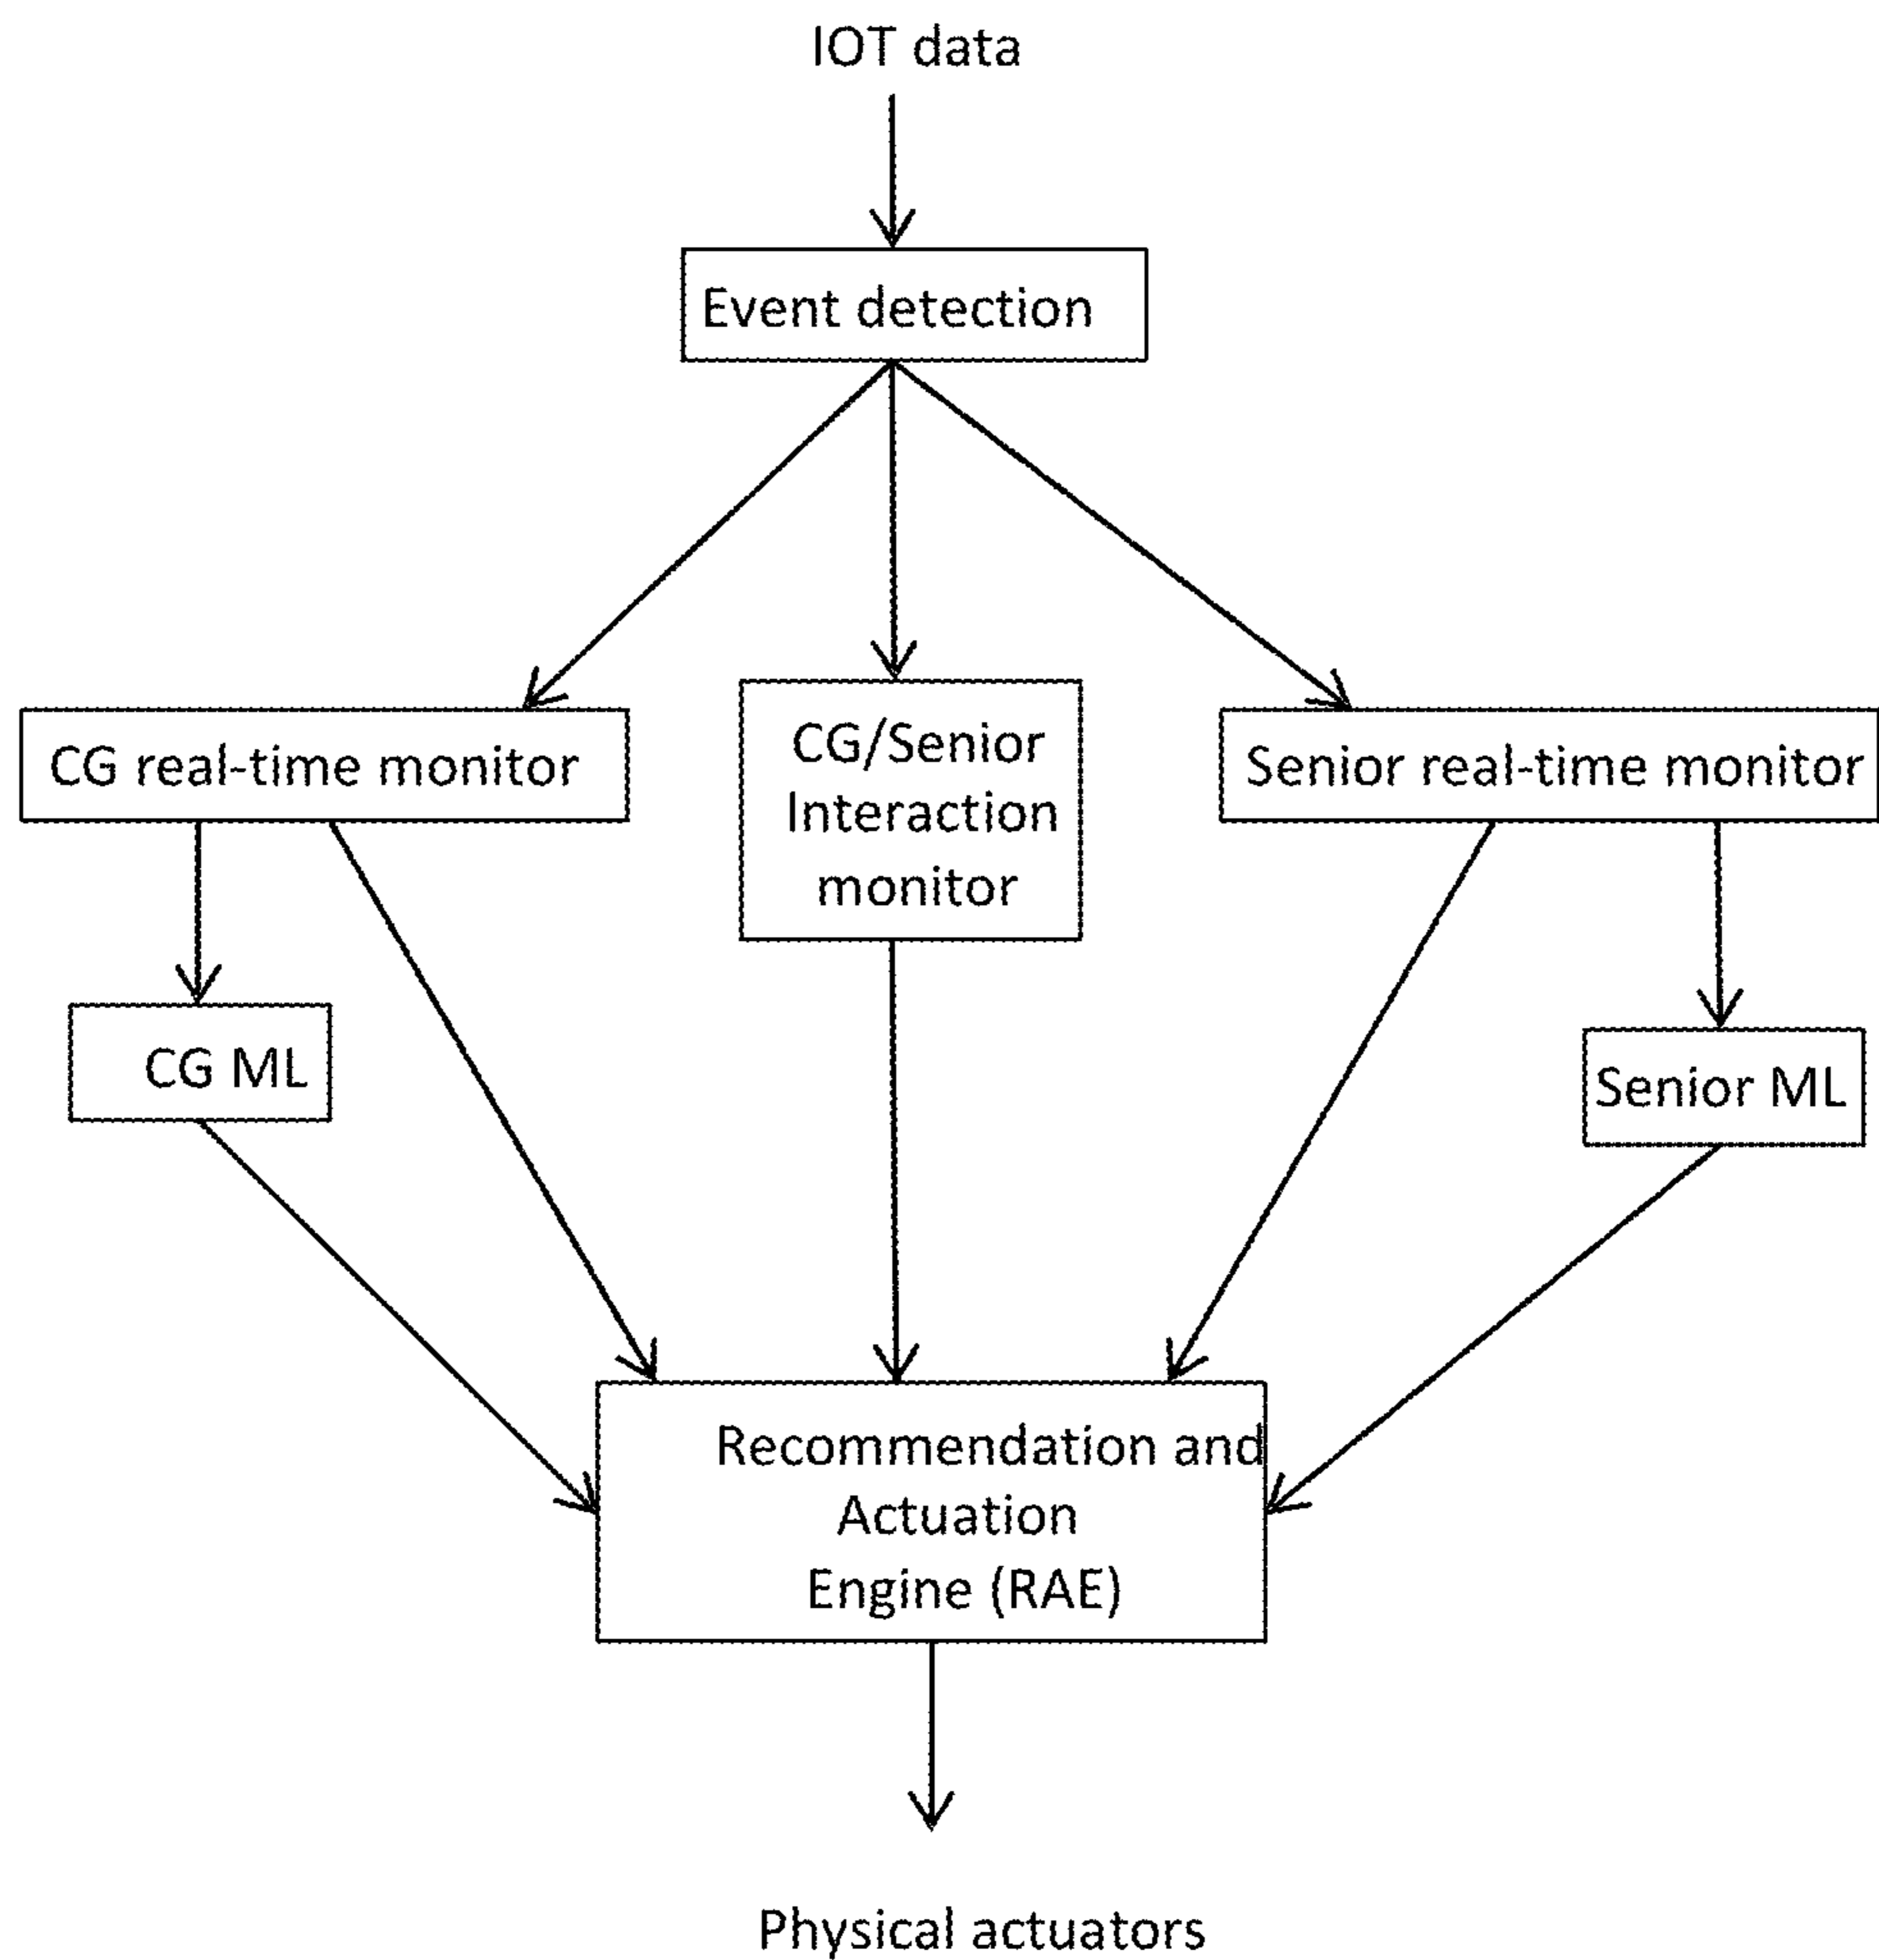 IOT data
Event detection
CG real-time monitor
CG/Senior
Interaction
monitor
Senior real-time monitor
CG ML
Senior ML
Recommendation and
Actuation
Engine (RAE)
Physical actuators